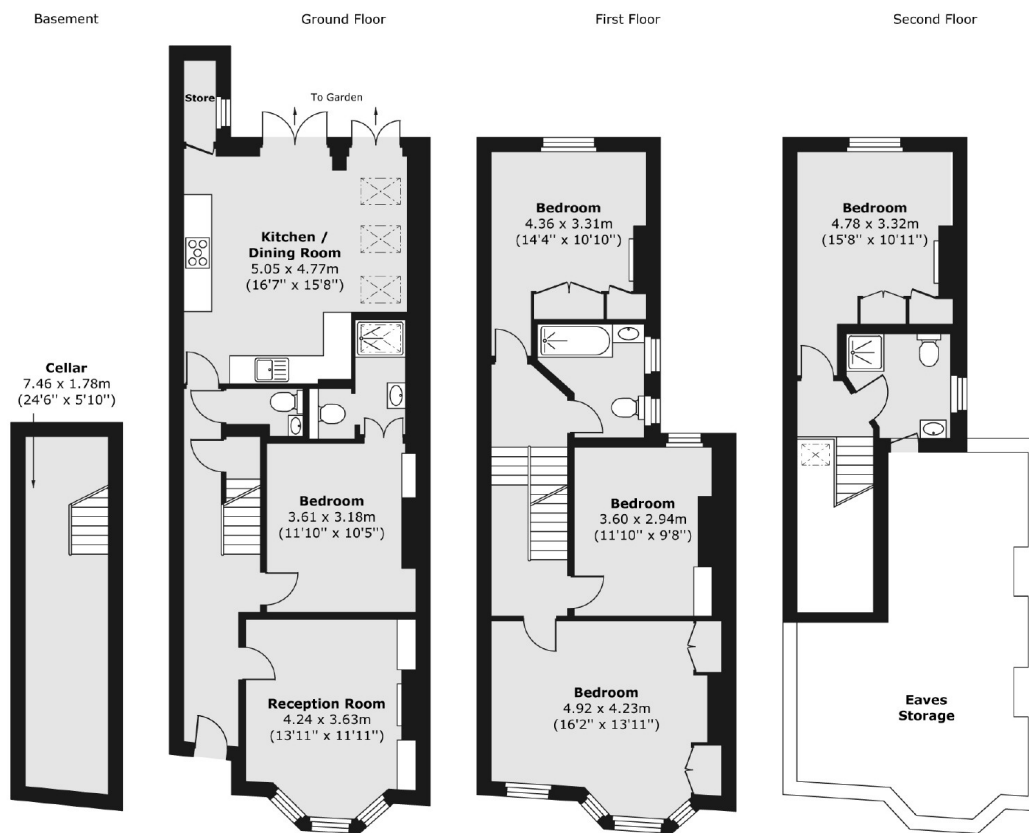 Basement
Ground Floor
First Floor
Second Floor
Store
To Garden
Kitchen /
Dining Room
5.05 x 4.77m
(16'7" x 15'8")
Cellar
7.46 x 1.78m
(24'6" x 5'10")
Bedroom
3.61 x 3.18m
(11'10" x 10'5")
Reception Room
4.24 x 3.63m
(13'11" x 11'11")
Bedroom
4.36 x 3.31m
(14'4" x 10'10")
Bedroom
3.60 x 2.94m
(11'10" x 9'8")
Bedroom
4.92 x 4.23m
(16'2" x 13'11")
Bedroom
4.78 x 3.32m
(15'8" x 10'11")
Eaves
Storage